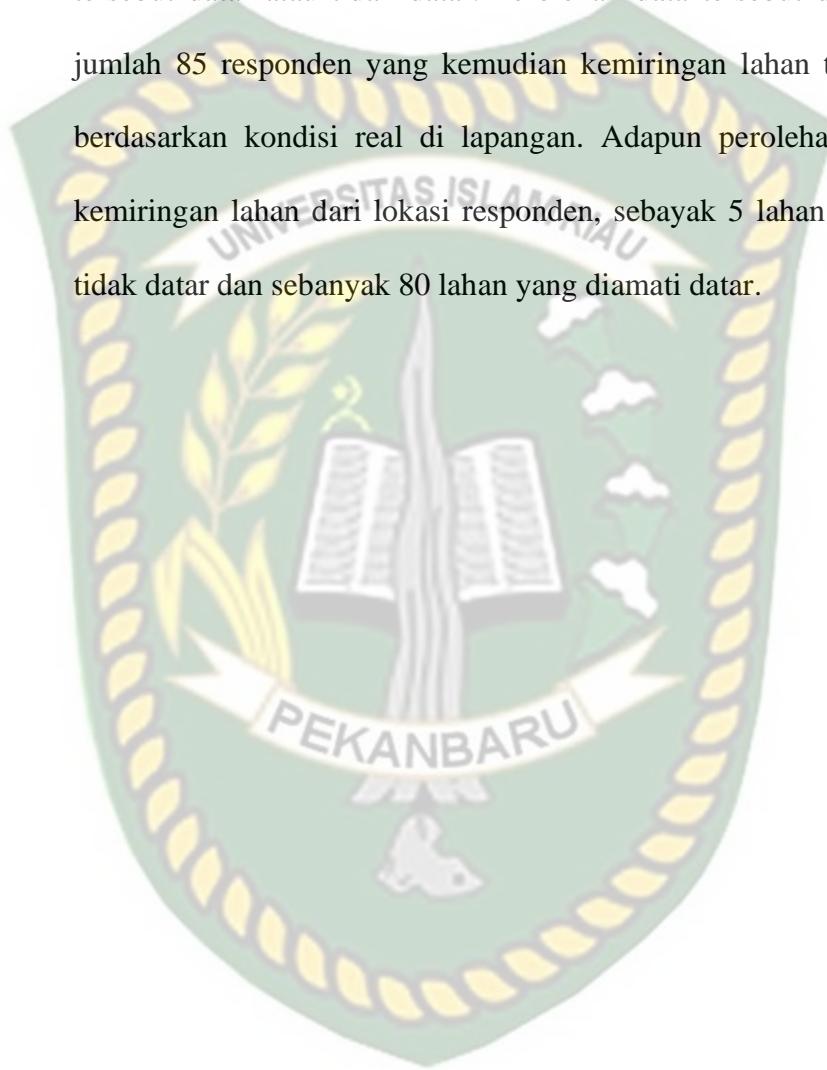 jumlah 85 responden yang kemudian kemiringan lahan
berdasarkan kondisi real di lapangan. Adapun
kemiringan lahan dari lokasi responden, sebayak 5 lahan
tidak datar dan sebanyak 80 lahan yang diamati datar.
UNIVERSITAS ISLAM RIAU
PEKANBARU